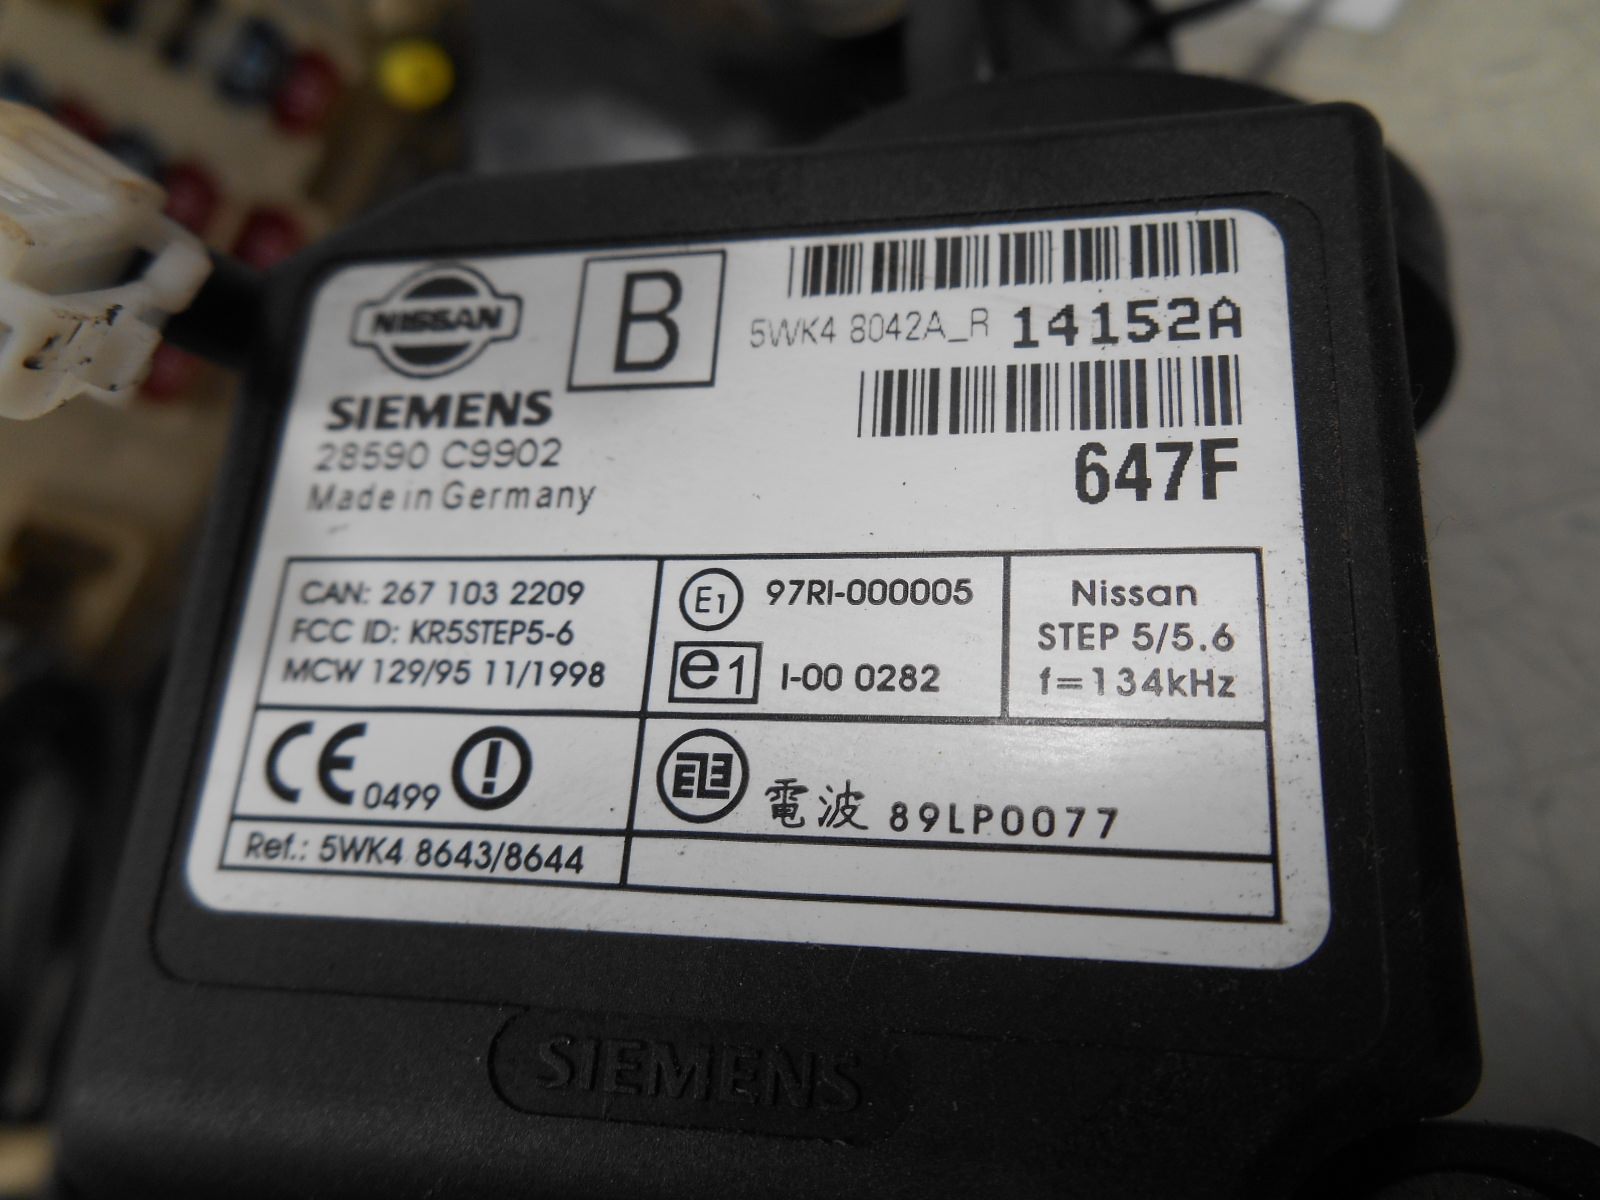 NISSAN
B
5WK4 8042A_R 14152A
SIEMENS
28590 C9902
647F
Made in Germany
CAN: 267 103 2209
FCC ID: KR5STEP5-6
MCW 129/95 11/1998
E1 97RI-000005
e1 I-00 0282
Nissan
STEP 5/5.6
f=134kHz
CE 0499 !
電波 89LP0077
Ref.: 5WK4 8643/8644
SIEMENS